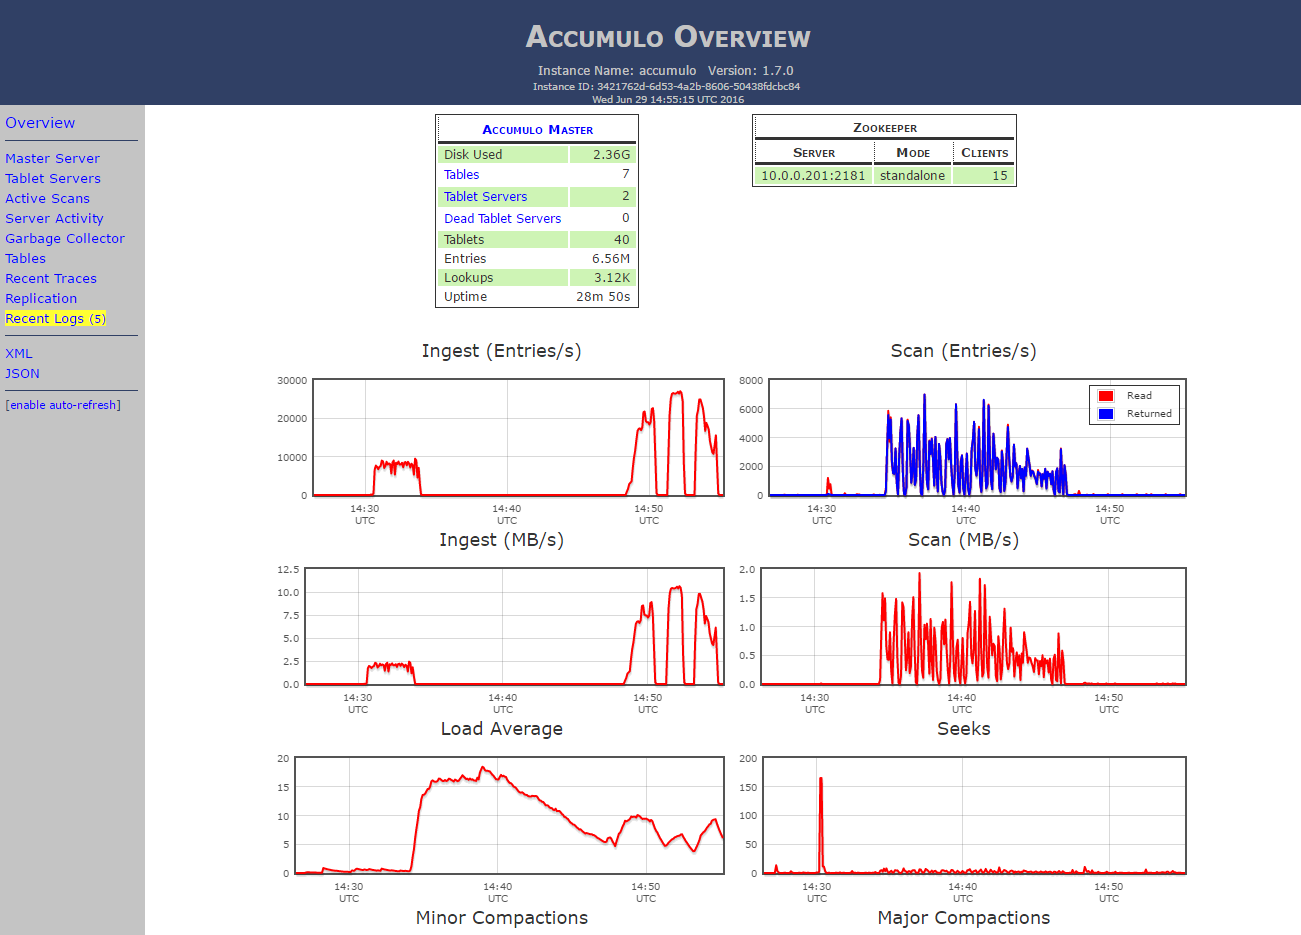 Accumulo Overview
Instance Name: accumulo   Version: 1.7.0
Instance ID: 3421762d-6d53-4a2b-8606-50438fdcbc84
Wed Jun 29 14:55:15 UTC 2016
Overview
Master Server
Tablet Servers
Active Scans
Server Activity
Garbage Collector
Tables
Recent Traces
Replication
Recent Logs (5)
XML
JSON
[enable auto-refresh]
Accumulo Master
Disk Used 2.36G
Tables 7
Tablet Servers 2
Dead Tablet Servers 0
Tablets 40
Entries 6.56M
Lookups 3.12K
Uptime 28m 50s
Zookeeper
Server Mode Clients
10.0.0.201:2181 standalone 15
Ingest (Entries/s)
30000
20000
10000
0
14:30 14:40 14:50
UTC UTC UTC
Scan (Entries/s)
8000
6000
4000
2000
0
Read
Returned
14:30 14:40 14:50
UTC UTC UTC
Ingest (MB/s)
12.5
10.0
7.5
5.0
2.5
0.0
14:30 14:40 14:50
UTC UTC UTC
Scan (MB/s)
2.0
1.5
1.0
0.5
0.0
14:30 14:40 14:50
UTC UTC UTC
Load Average
20
15
10
5
0
14:30 14:40 14:50
UTC UTC UTC
Seeks
200
150
100
50
0
14:30 14:40 14:50
UTC UTC UTC
Minor Compactions
Major Compactions